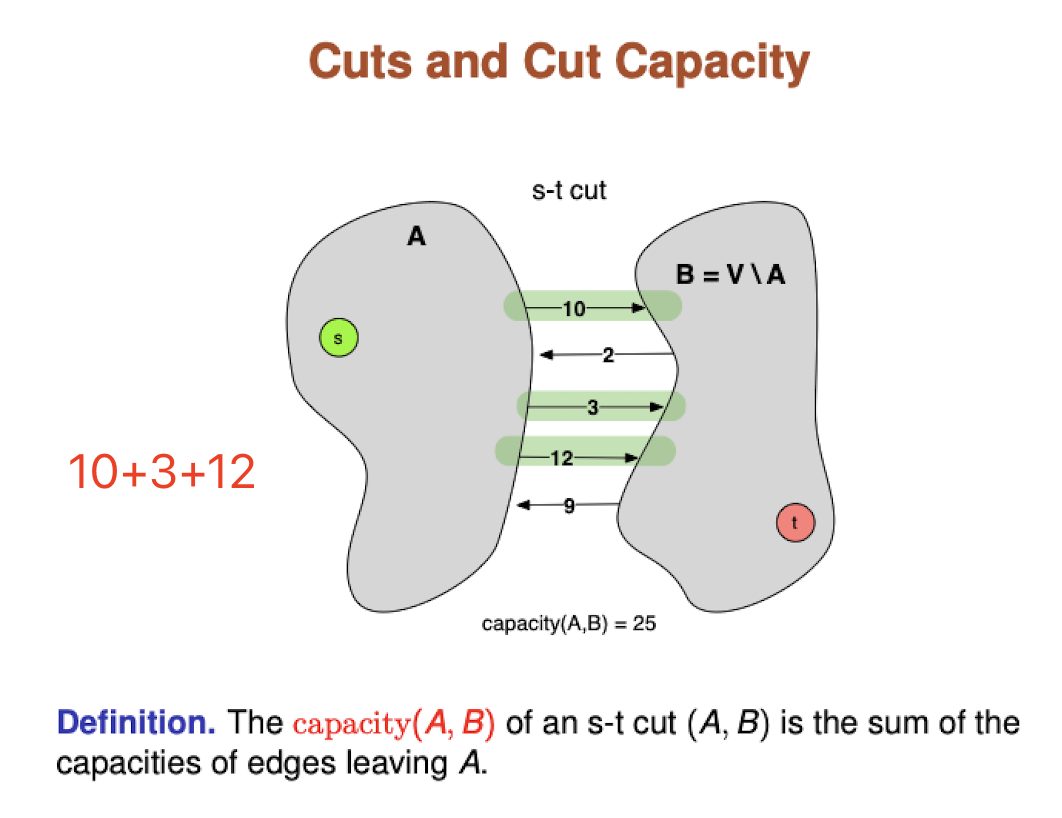 Cuts and Cut Capacity
s-t cut
A
B = V \ A
10
s
2
3
12
10+3+12
9
t
capacity(A,B) = 25
Definition. The capacity(A, B) of an s-t cut (A, B) is the sum of the
capacities of edges leaving A.